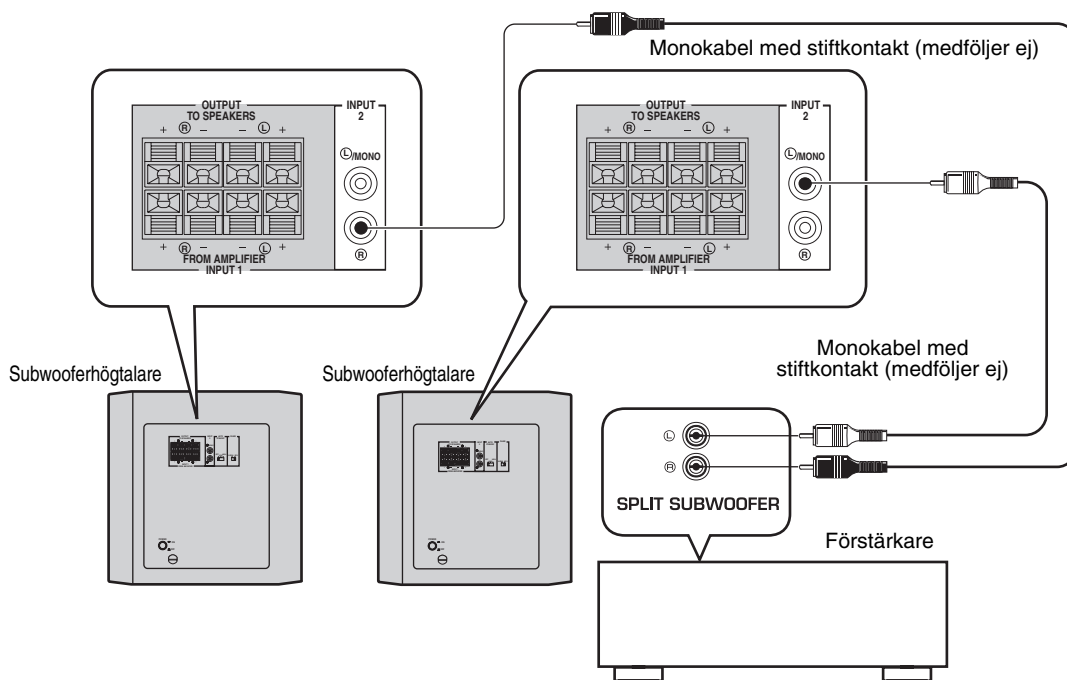 Monokabel med stiftkontakt (medföljer ej)
OUTPUT
TO SPEAKERS
INPUT
2
+ R - - L +
L/MONO
+ R - - L +
FROM AMPLIFIER
INPUT 1
R
OUTPUT
TO SPEAKERS
INPUT
2
+ R - - L +
L/MONO
+ R - - L +
FROM AMPLIFIER
INPUT 1
R
Subwooferhögtalare
Subwooferhögtalare
Monokabel med
stiftkontakt (medföljer ej)
L
R
SPLIT SUBWOOFER
Förstärkare